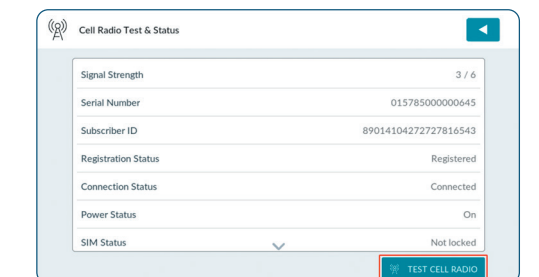 Cell Radio Test & Status
Signal Strength 3 / 6
Serial Number 015785000000645
Subscriber ID 89014104272727816543
Registration Status Registered
Connection Status Connected
Power Status On
SIM Status Not locked
TEST CELL RADIO